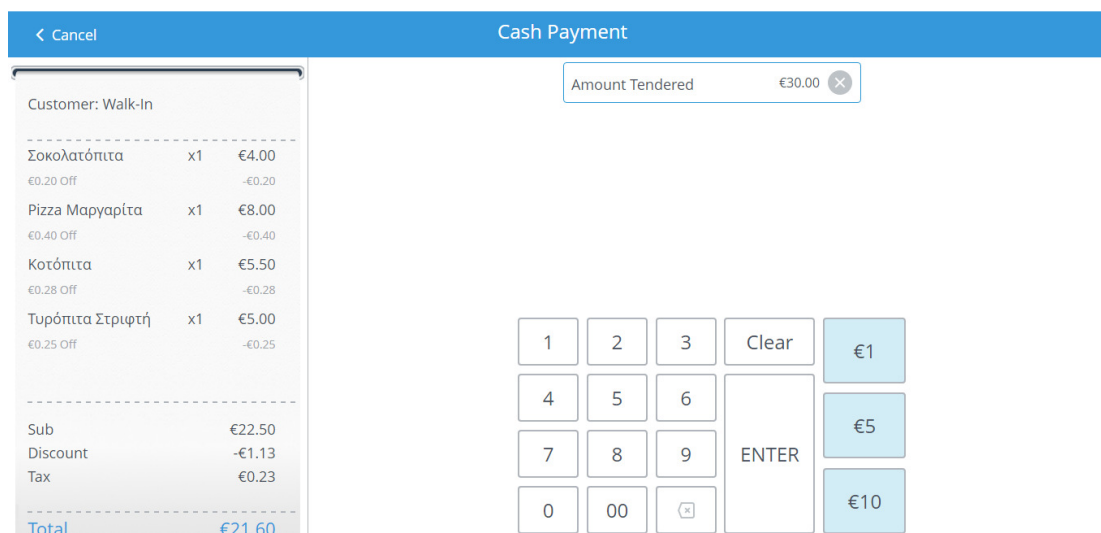 Cancel
Cash Payment
Customer: Walk-In
Σοκολατόπιτα x1 €4.00
€0.20 Off -€0.20
Pizza Μαργαρίτα x1 €8.00
€0.40 Off -€0.40
Κοτόπιτα x1 €5.50
€0.28 Off -€0.28
Τυρόπιτα Στριφτή x1 €5.00
€0.25 Off -€0.25
Sub €22.50
Discount -€1.13
Tax €0.23
Total €21.60
Amount Tendered €30.00
1 2 3 Clear €1
4 5 6
€5
7 8 9 ENTER
0 00 €10